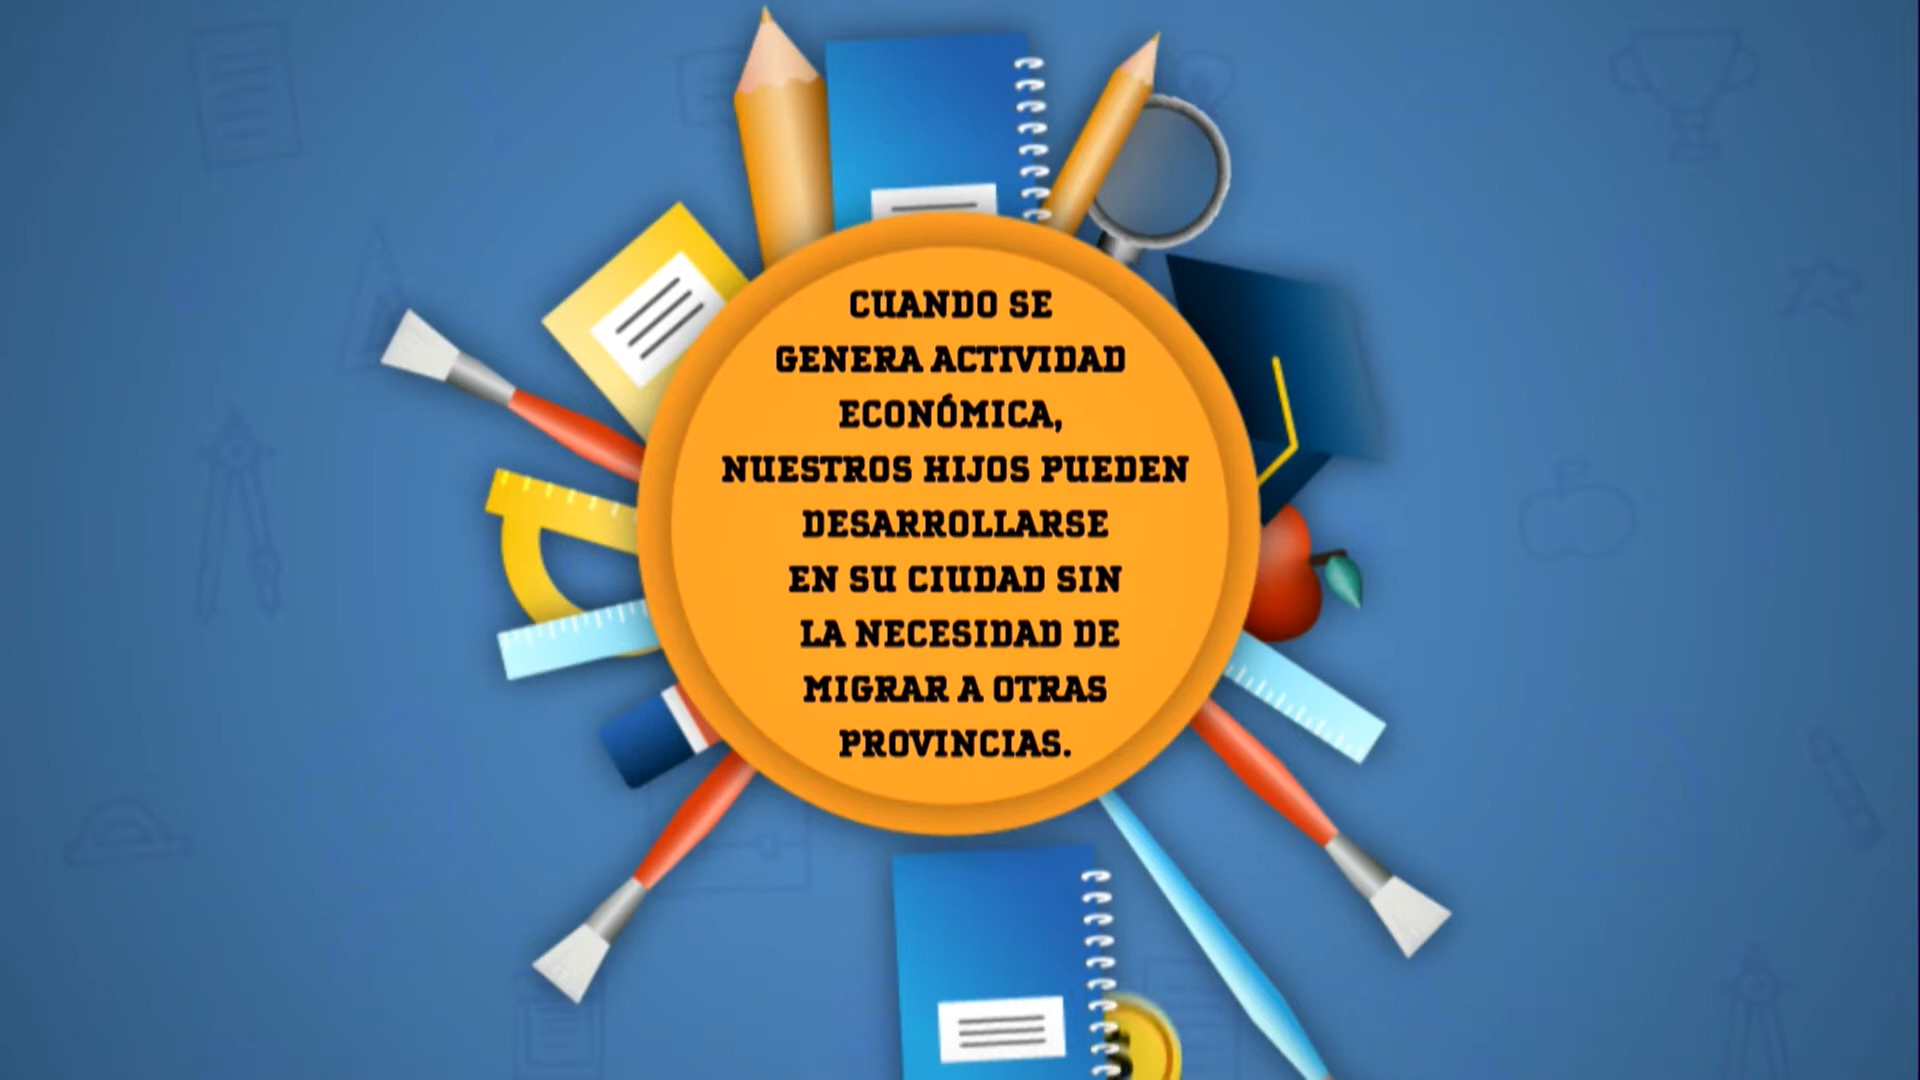 CUANDO SE
GENERA ACTIVIDAD
ECONÓMICA,
NUESTROS HIJOS PUEDEN
DESARROLLARSE
EN SU CIUDAD SIN
LA NECESIDAD DE
MIGRAR A OTRAS
PROVINCIAS.